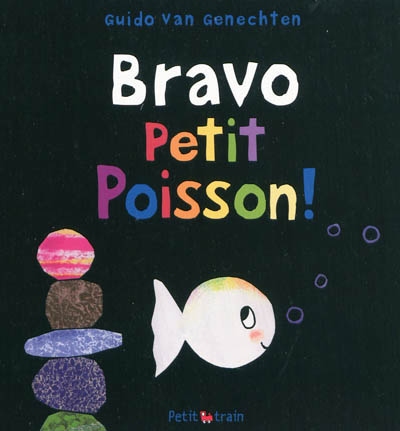 Guido Van Genechten
Bravo
Petit
Poisson!
Petit train